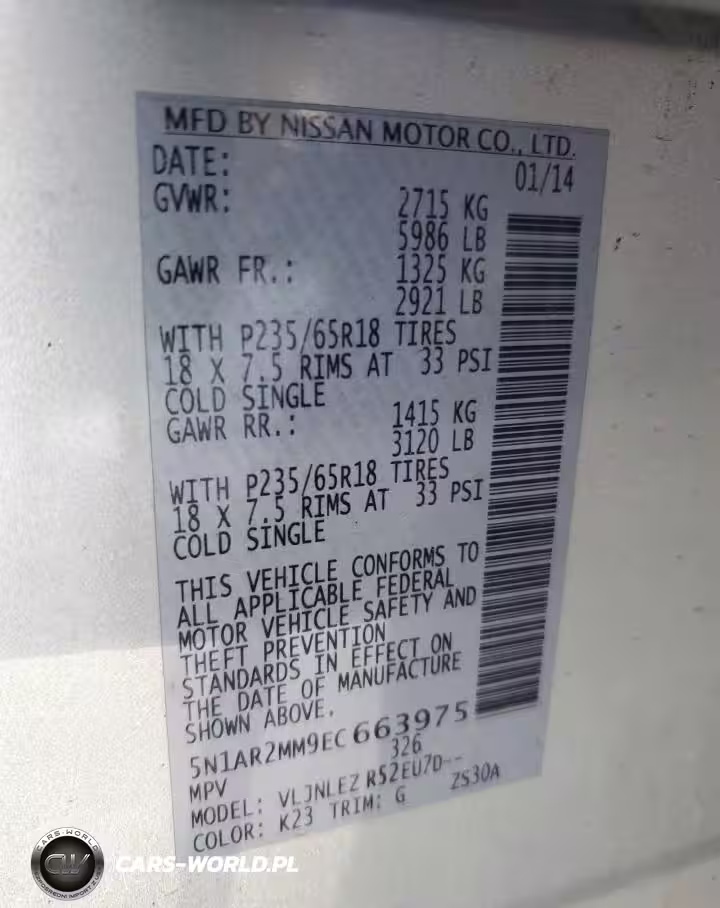 MFD BY NISSAN MOTOR CO., LTD.
DATE: 01/14
GVWR: 2715 KG
5986 LB
GAWR FR.: 1325 KG
2921 LB
WITH P235/65R18 TIRES
18 X 7.5 RIMS AT 33 PSI
COLD SINGLE
GAWR RR.: 1415 KG
3120 LB
WITH P235/65R18 TIRES
18 X 7.5 RIMS AT 33 PSI
COLD SINGLE
THIS VEHICLE CONFORMS TO
ALL APPLICABLE FEDERAL
MOTOR VEHICLE SAFETY AND
THEFT PREVENTION
STANDARDS IN EFFECT ON
THE DATE OF MANUFACTURE
SHOWN ABOVE.
5N1AR2MM9EC663975
MPV 326
MODEL: VLJNLEZ R52EU7D--
COLOR: K23 TRIM: G ZS30A
CARS-WORLD
CW
CARS-WORLD.PL